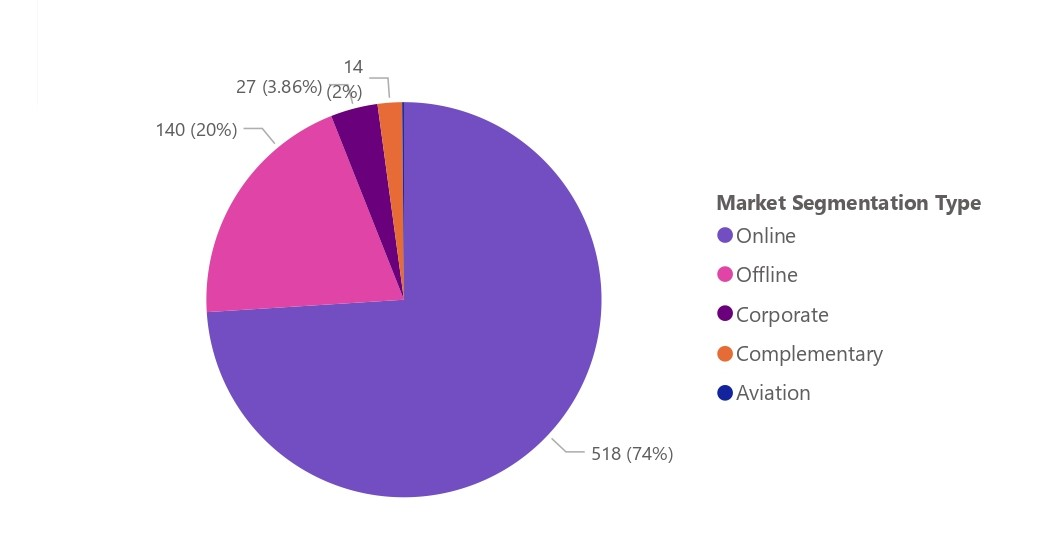 14
(2%)
27 (3.86%)
140 (20%)
518 (74%)
Market Segmentation Type
Online
Offline
Corporate
Complementary
Aviation